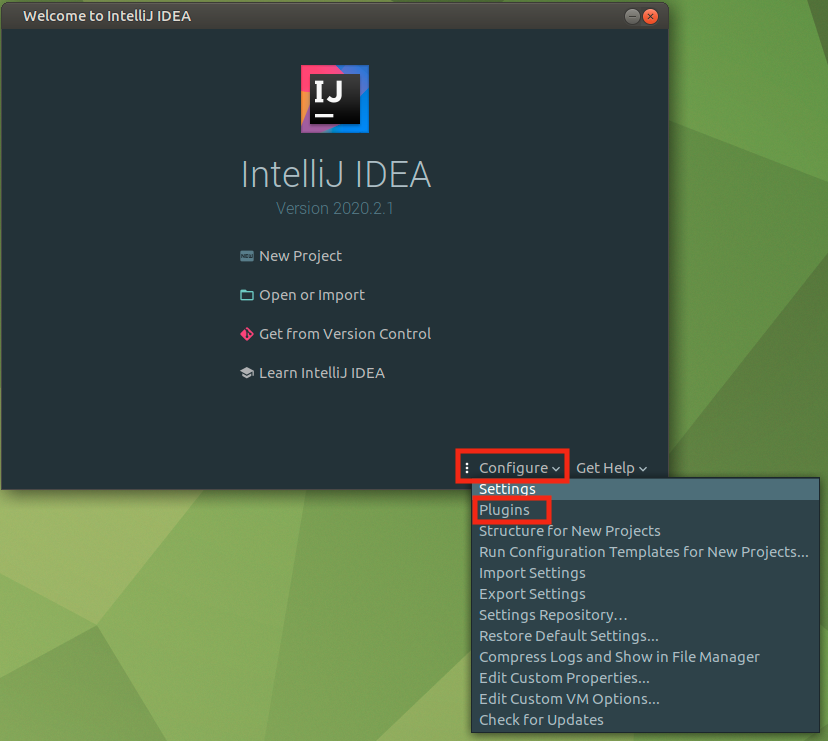 Welcome to IntelliJ IDEA
IJ
IntelliJ IDEA
Version 2020.2.1
NEW New Project
Open or Import
Get from Version Control
Learn IntelliJ IDEA
Configure Get Help
Settings
Plugins
Structure for New Projects
Run Configuration Templates for New Projects...
Import Settings
Export Settings
Settings Repository...
Restore Default Settings...
Compress Logs and Show in File Manager
Edit Custom Properties...
Edit Custom VM Options...
Check for Updates